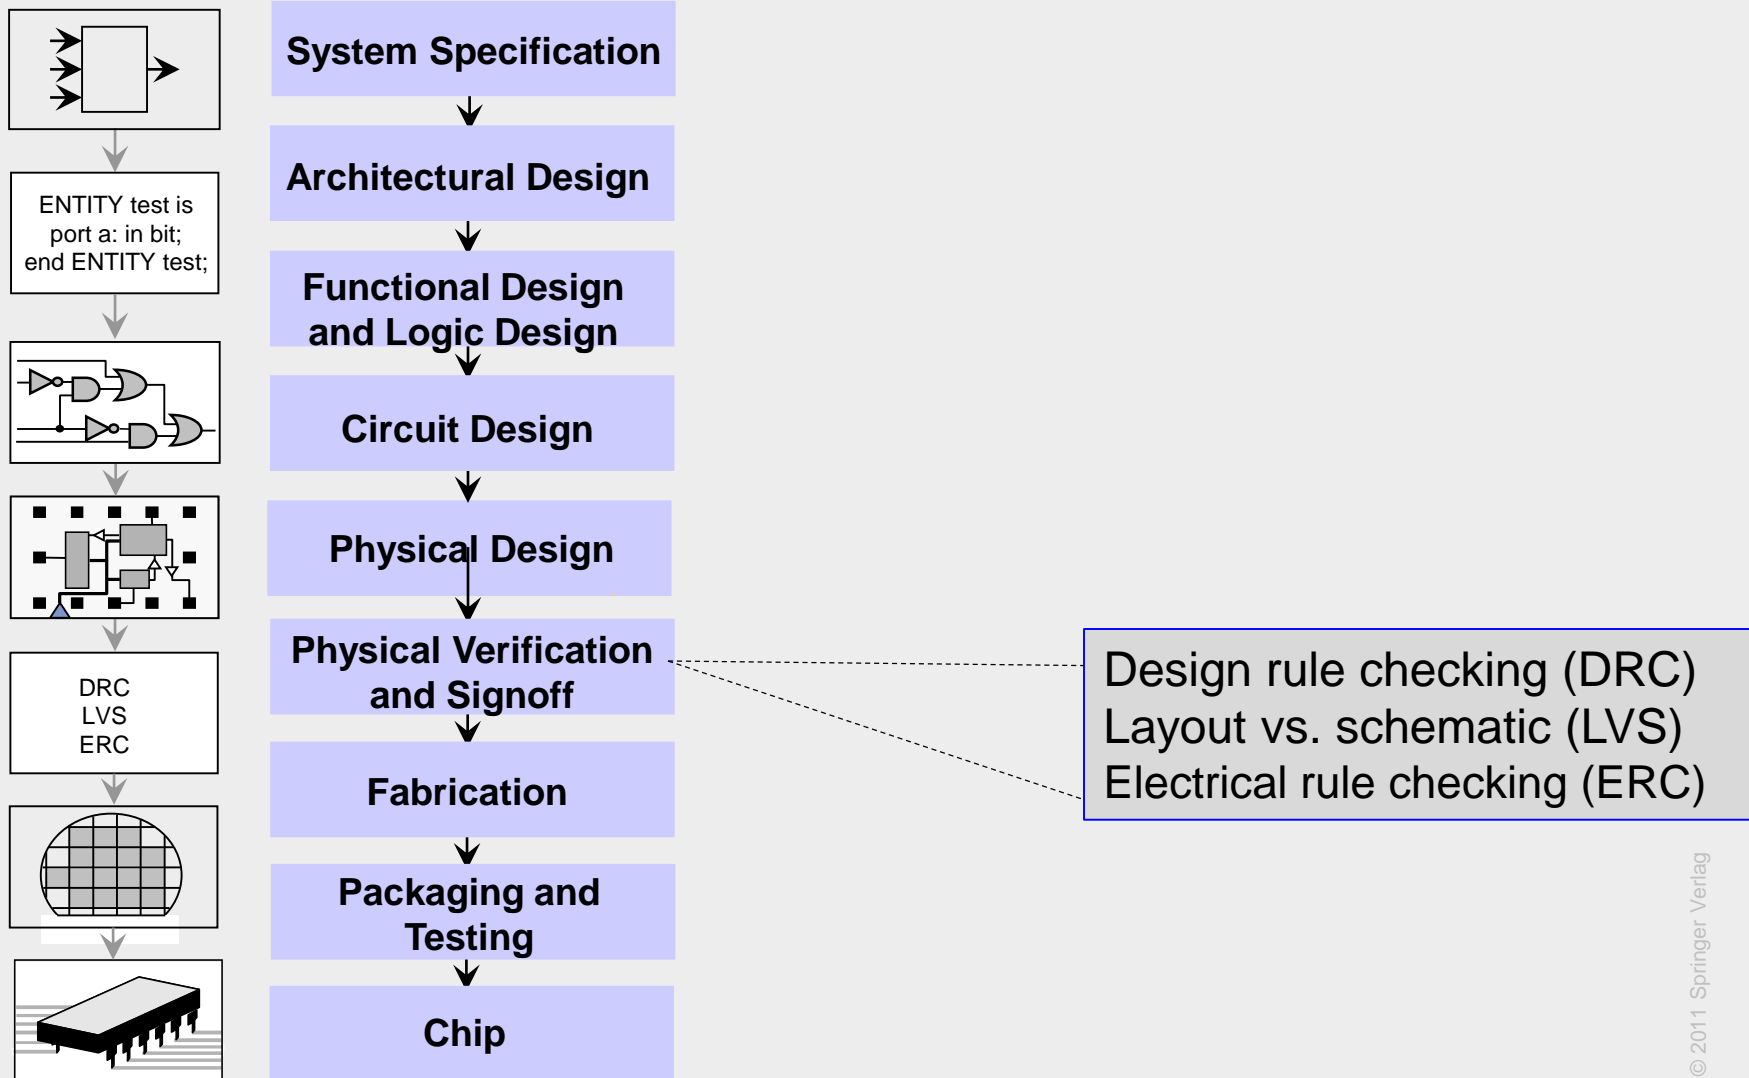 System Specification
Architectural Design
ENTITY test is
port a: in bit;
end ENTITY test;
Functional Design
and Logic Design
Circuit Design
Physical Design
Physical Verification
and Signoff
DRC
LVS
ERC
Design rule checking (DRC)
Layout vs. schematic (LVS)
Electrical rule checking (ERC)
Fabrication
Packaging and
Testing
Chip
© 2011 Springer Verlag